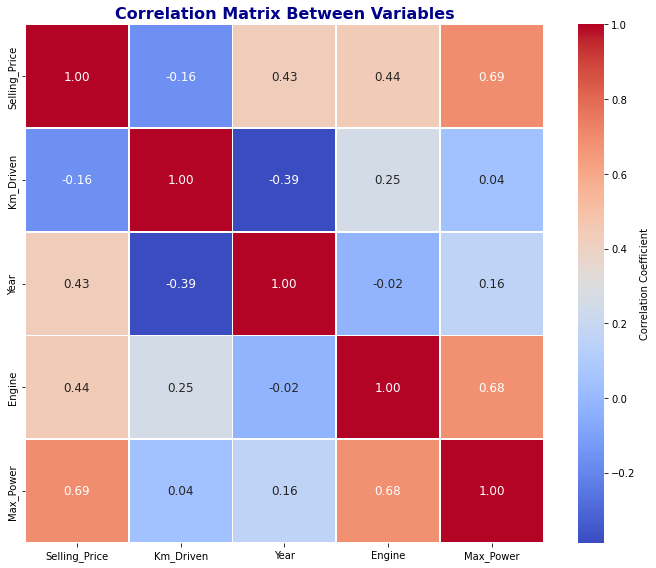 Correlation Matrix Between Variables
Selling_Price 1.00 -0.16 0.43 0.44 0.69
Km_Driven -0.16 1.00 -0.39 0.25 0.04
Year 0.43 -0.39 1.00 -0.02 0.16
Engine 0.44 0.25 -0.02 1.00 0.68
Max_Power 0.69 0.04 0.16 0.68 1.00
Selling_Price Km_Driven Year Engine Max_Power
1.0
0.8
0.6
0.4
0.2
0.0
−0.2
Correlation Coefficient